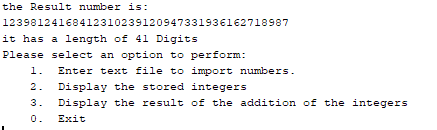 the Result number is:
12398124168412310239120947331936162718987
it has a length of 41 Digits
Please select an option to perform:
1. Enter text file to import numbers.
2. Display the stored integers
3. Display the result of the addition of the integers
0. Exit